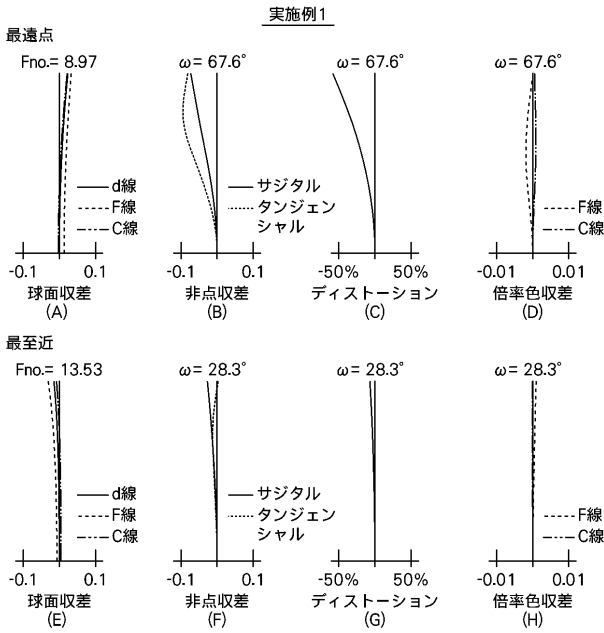 実施例1
最遠点
Fno.= 8.97 ω= 67.6° ω= 67.6° ω= 67.6°
d線 サジタル
F線 タンジェン F線
C線 シャル C線
-0.1 0.1 -0.1 0.1 -50% 50% -0.01 0.01
球面収差 非点収差 ディストーション 倍率色収差
(A) (B) (C) (D)
最至近
Fno.= 13.53 ω= 28.3° ω= 28.3° ω= 28.3°
d線 サジタル
F線 タンジェン F線
C線 シャル C線
-0.1 0.1 -0.1 0.1 -50% 50% -0.01 0.01
球面収差 非点収差 ディストーション 倍率色収差
(E) (F) (G) (H)